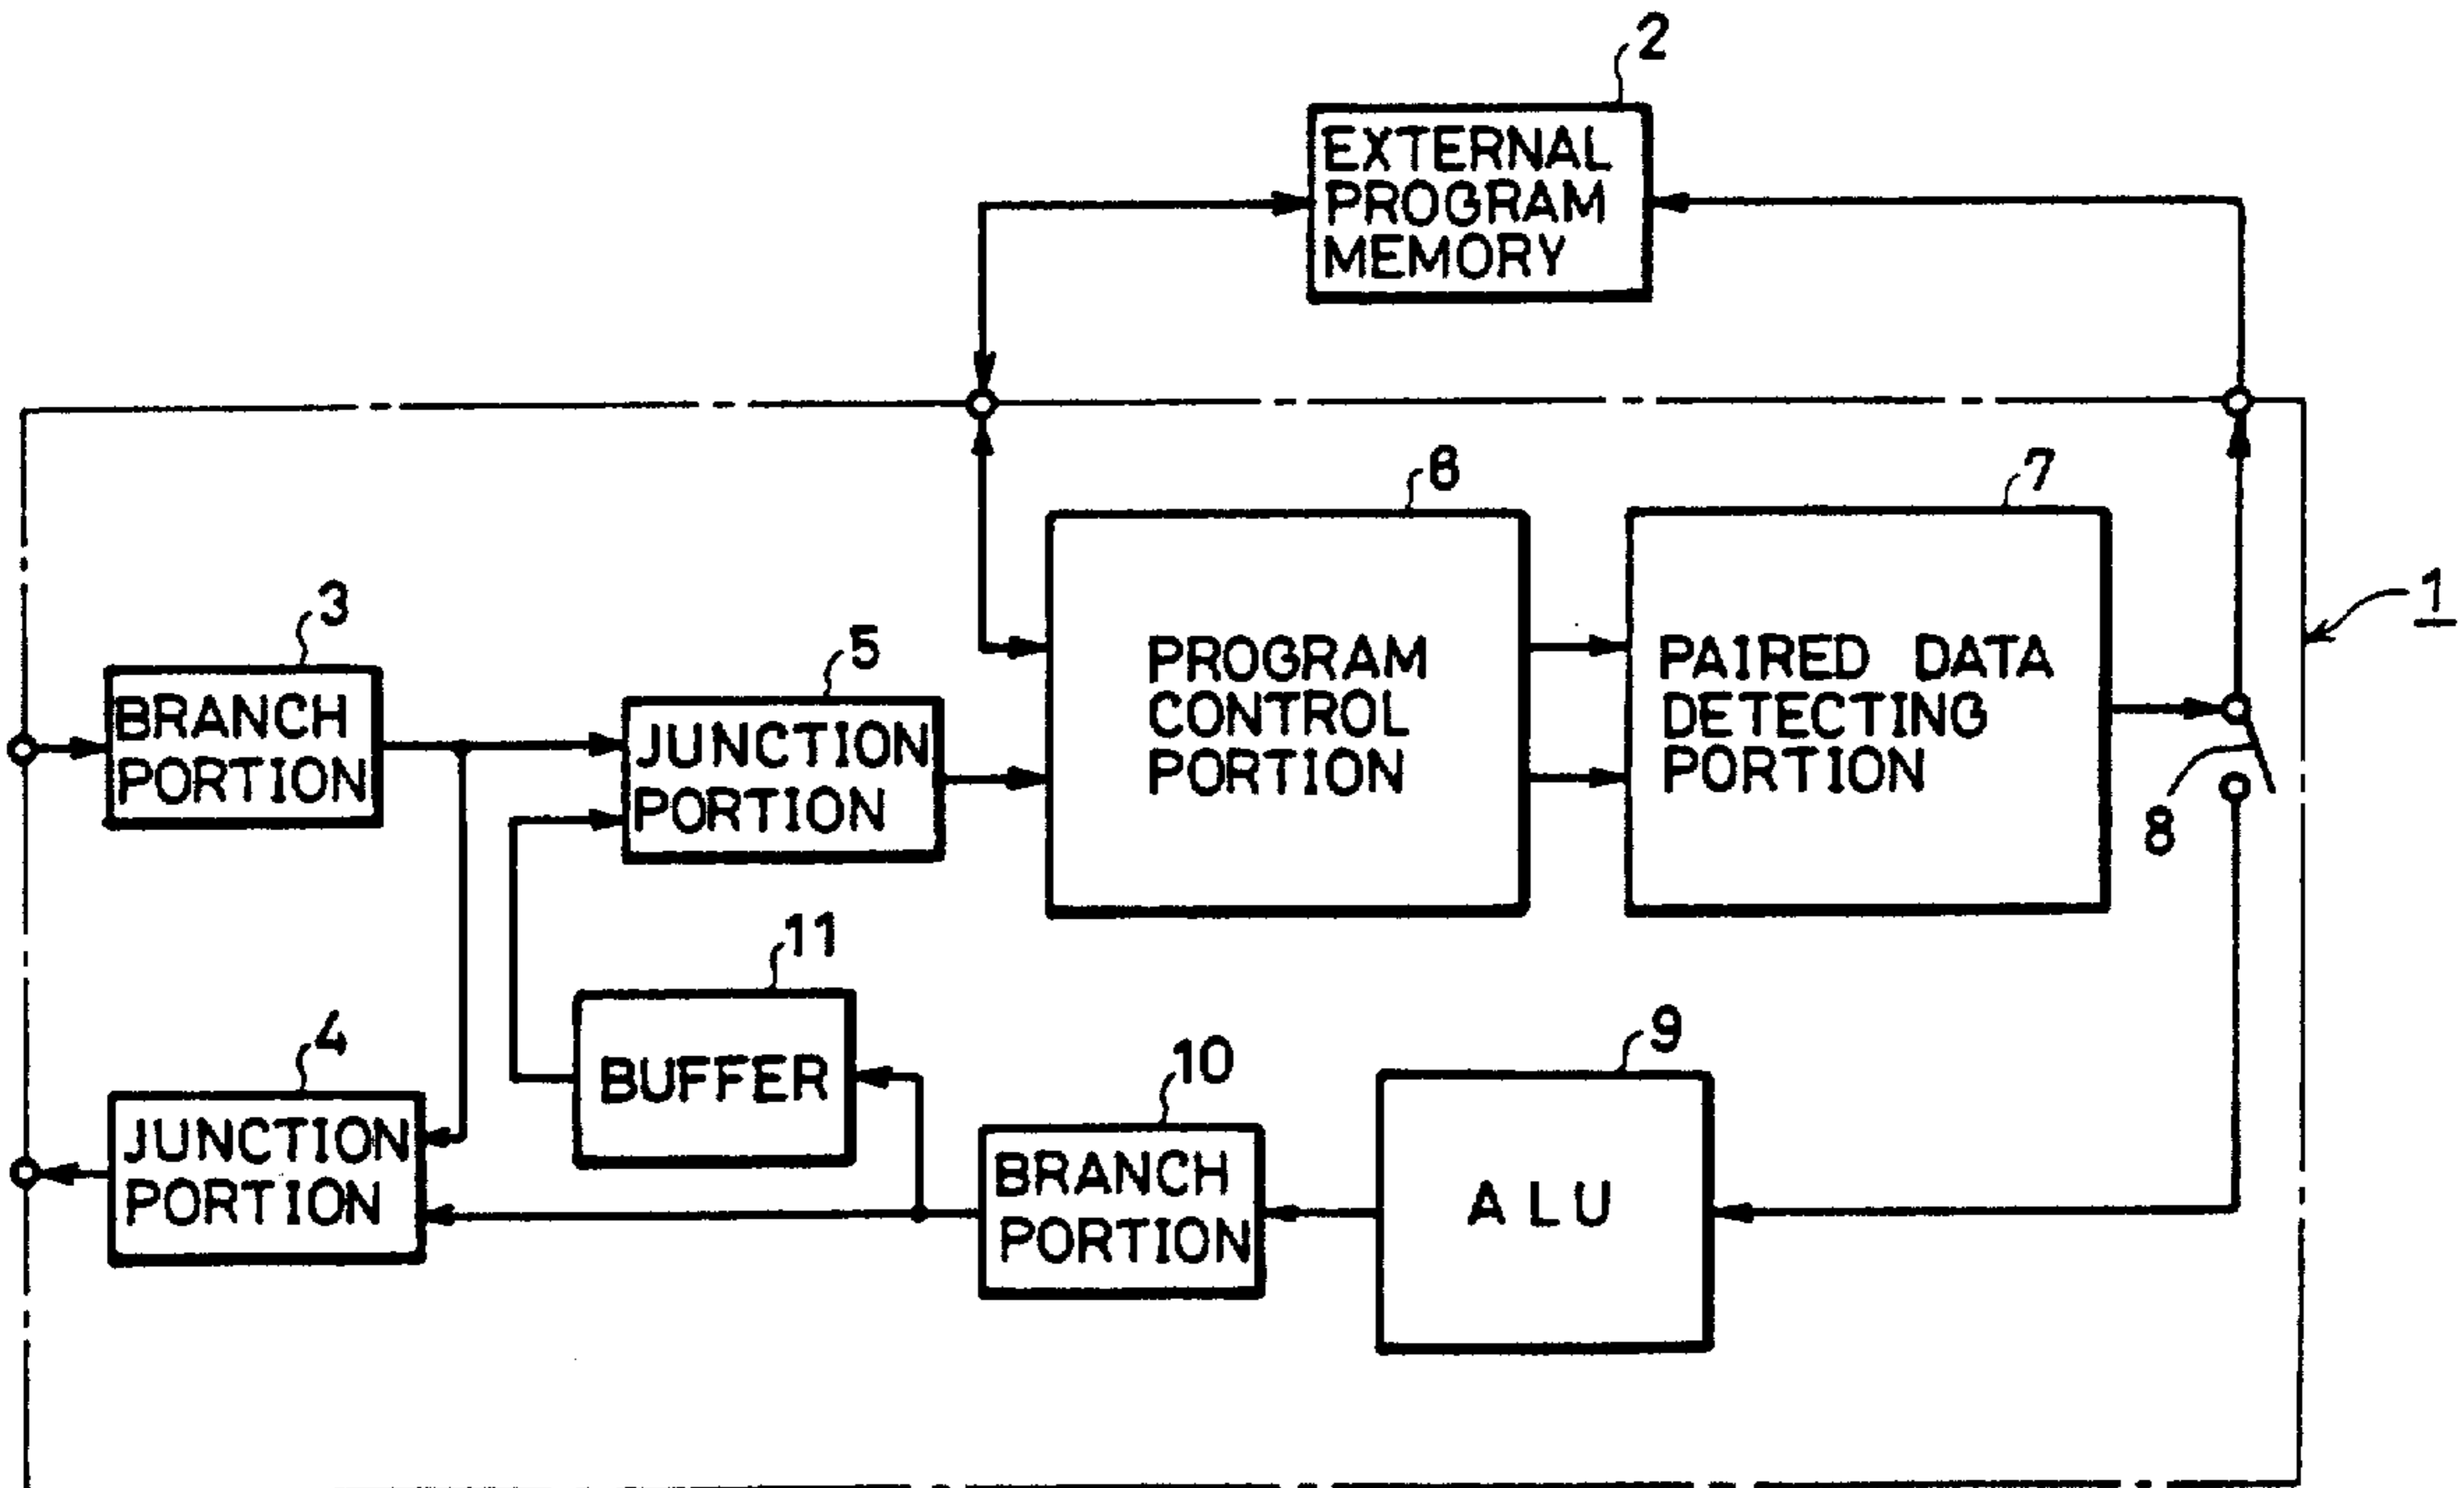 2
EXTERNAL
PROGRAM
MEMORY
6
7
1
3
BRANCH
PORTION
5
JUNCTION
PORTION
PROGRAM
CONTROL
PORTION
PAIRED DATA
DETECTING
PORTION
8
11
BUFFER
4
JUNCTION
PORTION
10
BRANCH
PORTION
9
ALU